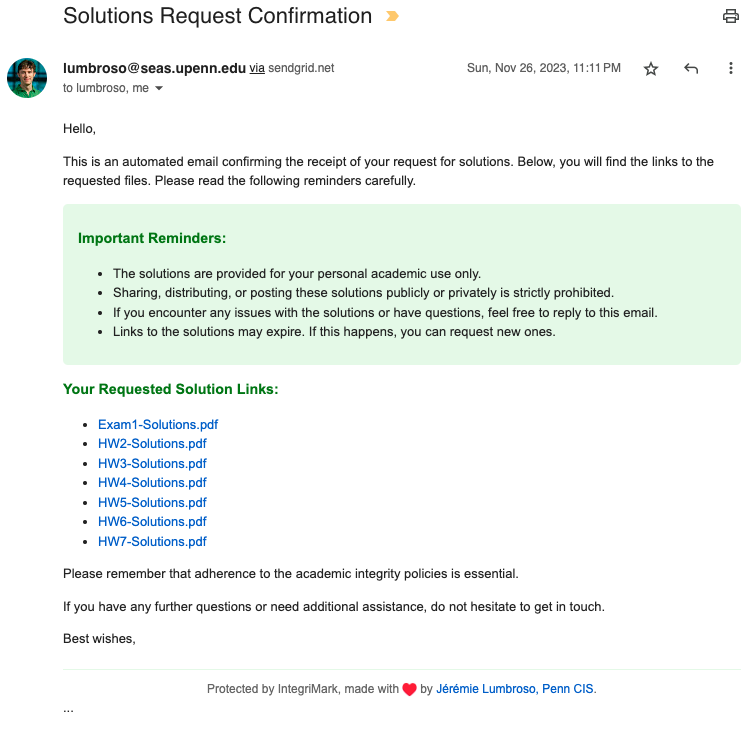 Solutions Request Confirmation
lumbroso@seas.upenn.edu via sendgrid.net
Sun, Nov 26, 2023, 11:11 PM
to lumbroso, me
Hello,
This is an automated email confirming the receipt of your request for solutions. Below, you will find the links to the
requested files. Please read the following reminders carefully.
Important Reminders:
• The solutions are provided for your personal academic use only.
• Sharing, distributing, or posting these solutions publicly or privately is strictly prohibited.
• If you encounter any issues with the solutions or have questions, feel free to reply to this email.
• Links to the solutions may expire. If this happens, you can request new ones.
Your Requested Solution Links:
• Exam1-Solutions.pdf
• HW2-Solutions.pdf
• HW3-Solutions.pdf
• HW4-Solutions.pdf
• HW5-Solutions.pdf
• HW6-Solutions.pdf
• HW7-Solutions.pdf
Please remember that adherence to the academic integrity policies is essential.
If you have any further questions or need additional assistance, do not hesitate to get in touch.
Best wishes,
Protected by IntegriMark, made with ❤️ by Jérémie Lumbroso, Penn CIS.
...